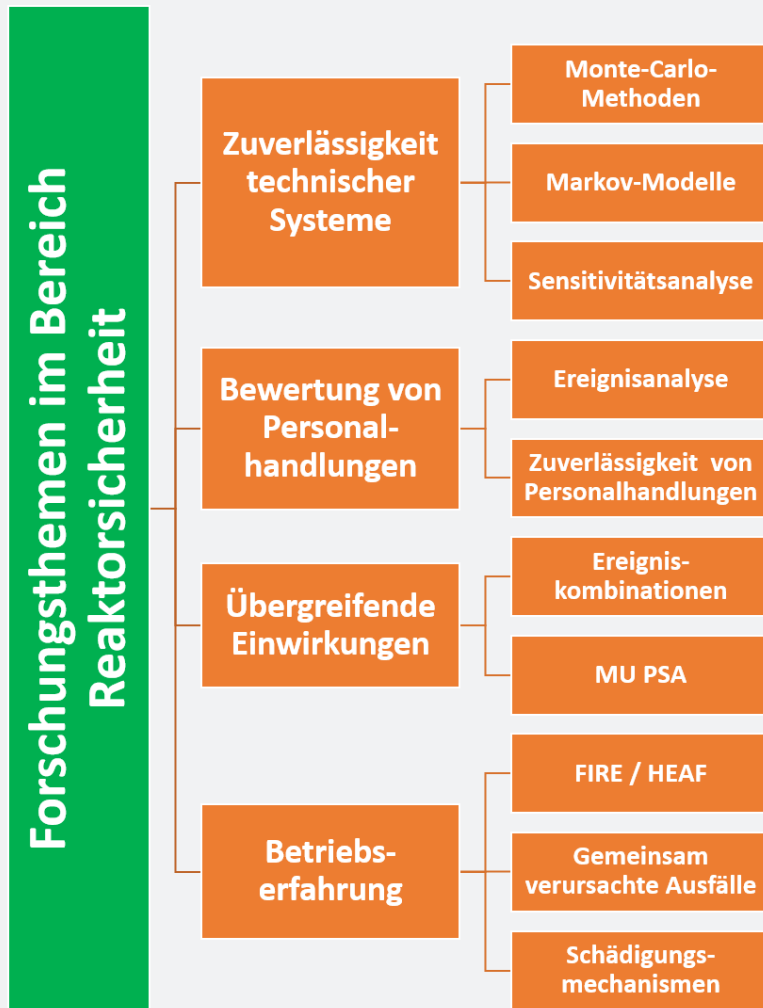 Forschungsthemen im Bereich
Reaktorsicherheit
Zuverlässigkeit
technischer
Systeme
Monte-Carlo-
Methoden
Markov-Modelle
Sensitivitätsanalyse
Bewertung von
Personal-
handlungen
Ereignisanalyse
Zuverlässigkeit von
Personalhandlungen
Übergreifende
Einwirkungen
Ereignis-
kombinationen
MU PSA
Betriebs-
erfahrung
FIRE / HEAF
Gemeinsam
verursachte Ausfälle
Schädigungs-
mechanismen